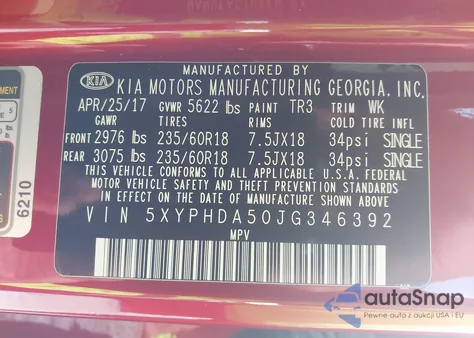 MANUFACTURED BY
KIA KIA MOTORS MANUFACTURING GEORGIA, INC.
APR/25/17 GVWR 5622 lbs PAINT TR3 TRIM WK
GAWR TIRES RIMS COLD TIRE INFL
FRONT 2976 lbs 235/60R18 7.5JX18 34psi SINGLE
REAR 3075 lbs 235/60R18 7.5JX18 34psi SINGLE
THIS VEHICLE CONFORMS TO ALL APPLICABLE U.S.A. FEDERAL
MOTOR VEHICLE SAFETY, BUMPER, AND THEFT PREVENTION
STANDARDS IN EFFECT ON THE DATE OF MANUFACTURE SHOWN ABOVE
VIN 5XYPHDA50JG346392
MPV
6210
autoSnap
Pewne auta z aukcji USA i EU